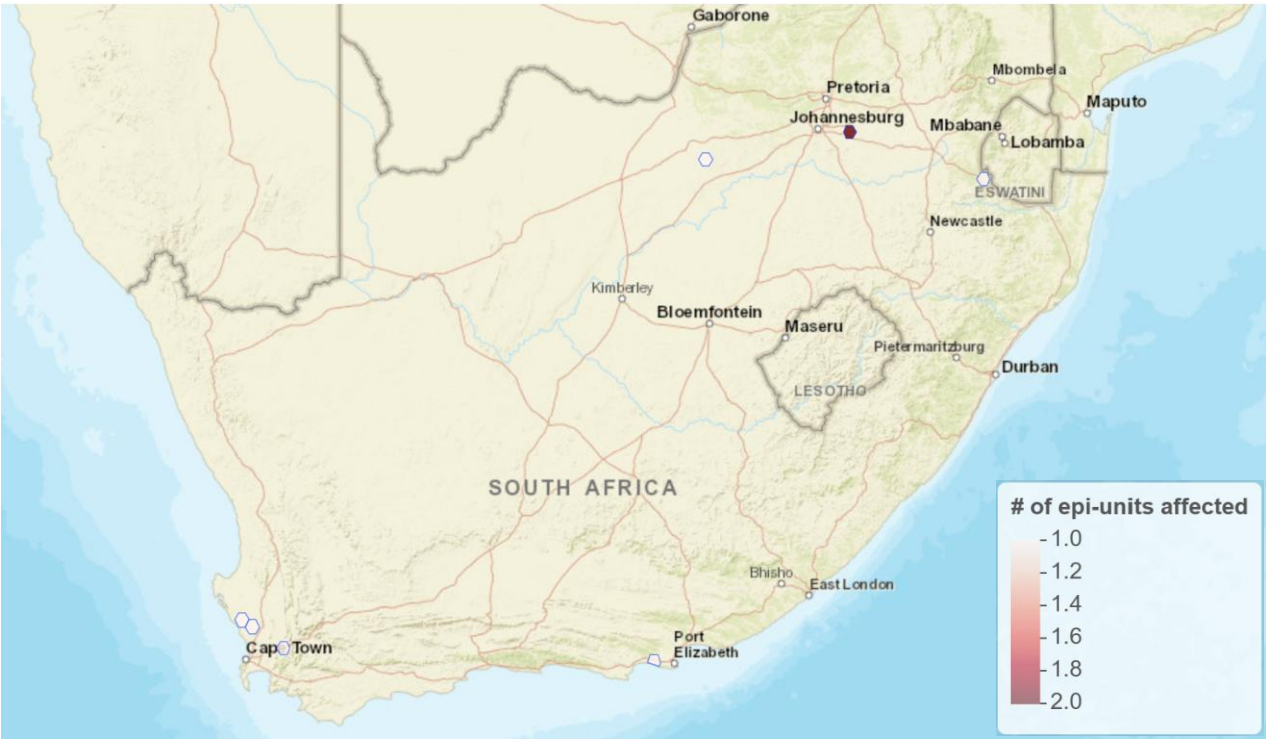 Gaborone
Mbombela
Pretoria
Maputo
Johannesburg
Mbabane
Lobamba
ESWATINI
Newcastle
Kimberley
Bloemfontein
Maseru
Pietermaritzburg
Durban
LESOTHO
SOUTH AFRICA
# of epi-units affected
1.0
1.2
1.4
1.6
1.8
2.0
Bhisho
East London
Port
Elizabeth
Cape Town